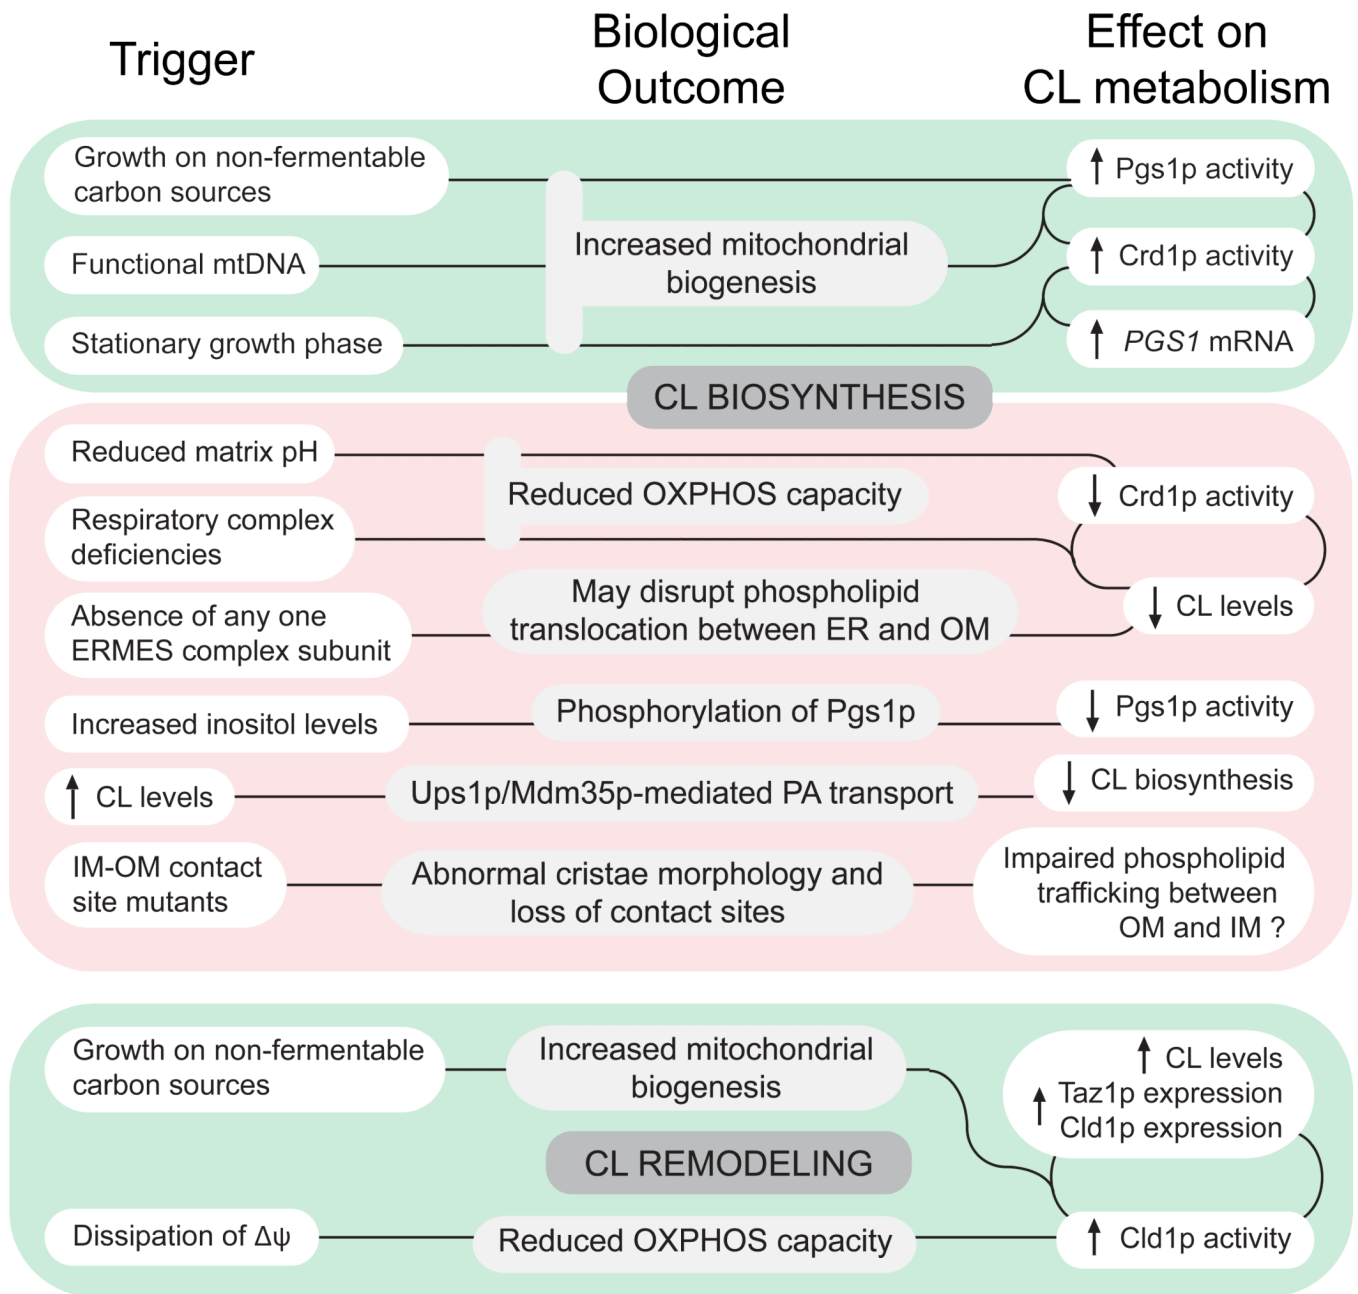 Trigger
Biological
Outcome
Effect on
CL metabolism
Growth on non-fermentable
carbon sources
Functional mtDNA
Stationary growth phase
Increased mitochondrial
biogenesis
↑ Pgs1p activity
↑ Crd1p activity
↑ PGS1 mRNA
CL BIOSYNTHESIS
Reduced matrix pH
Respiratory complex
deficiencies
Reduced OXPHOS capacity
↓ Crd1p activity
Absence of any one
ERMES complex subunit
May disrupt phospholipid
translocation between ER and OM
↓ CL levels
Increased inositol levels
Phosphorylation of Pgs1p
↓ Pgs1p activity
↑ CL levels
Ups1p/Mdm35p-mediated PA transport
↓ CL biosynthesis
IM-OM contact
site mutants
Abnormal cristae morphology and
loss of contact sites
Impaired phospholipid
trafficking between
OM and IM ?
Growth on non-fermentable
carbon sources
Increased mitochondrial
biogenesis
↑ CL levels
↑ Taz1p expression
Cld1p expression
CL REMODELING
Dissipation of Δψ
Reduced OXPHOS capacity
↑ Cld1p activity